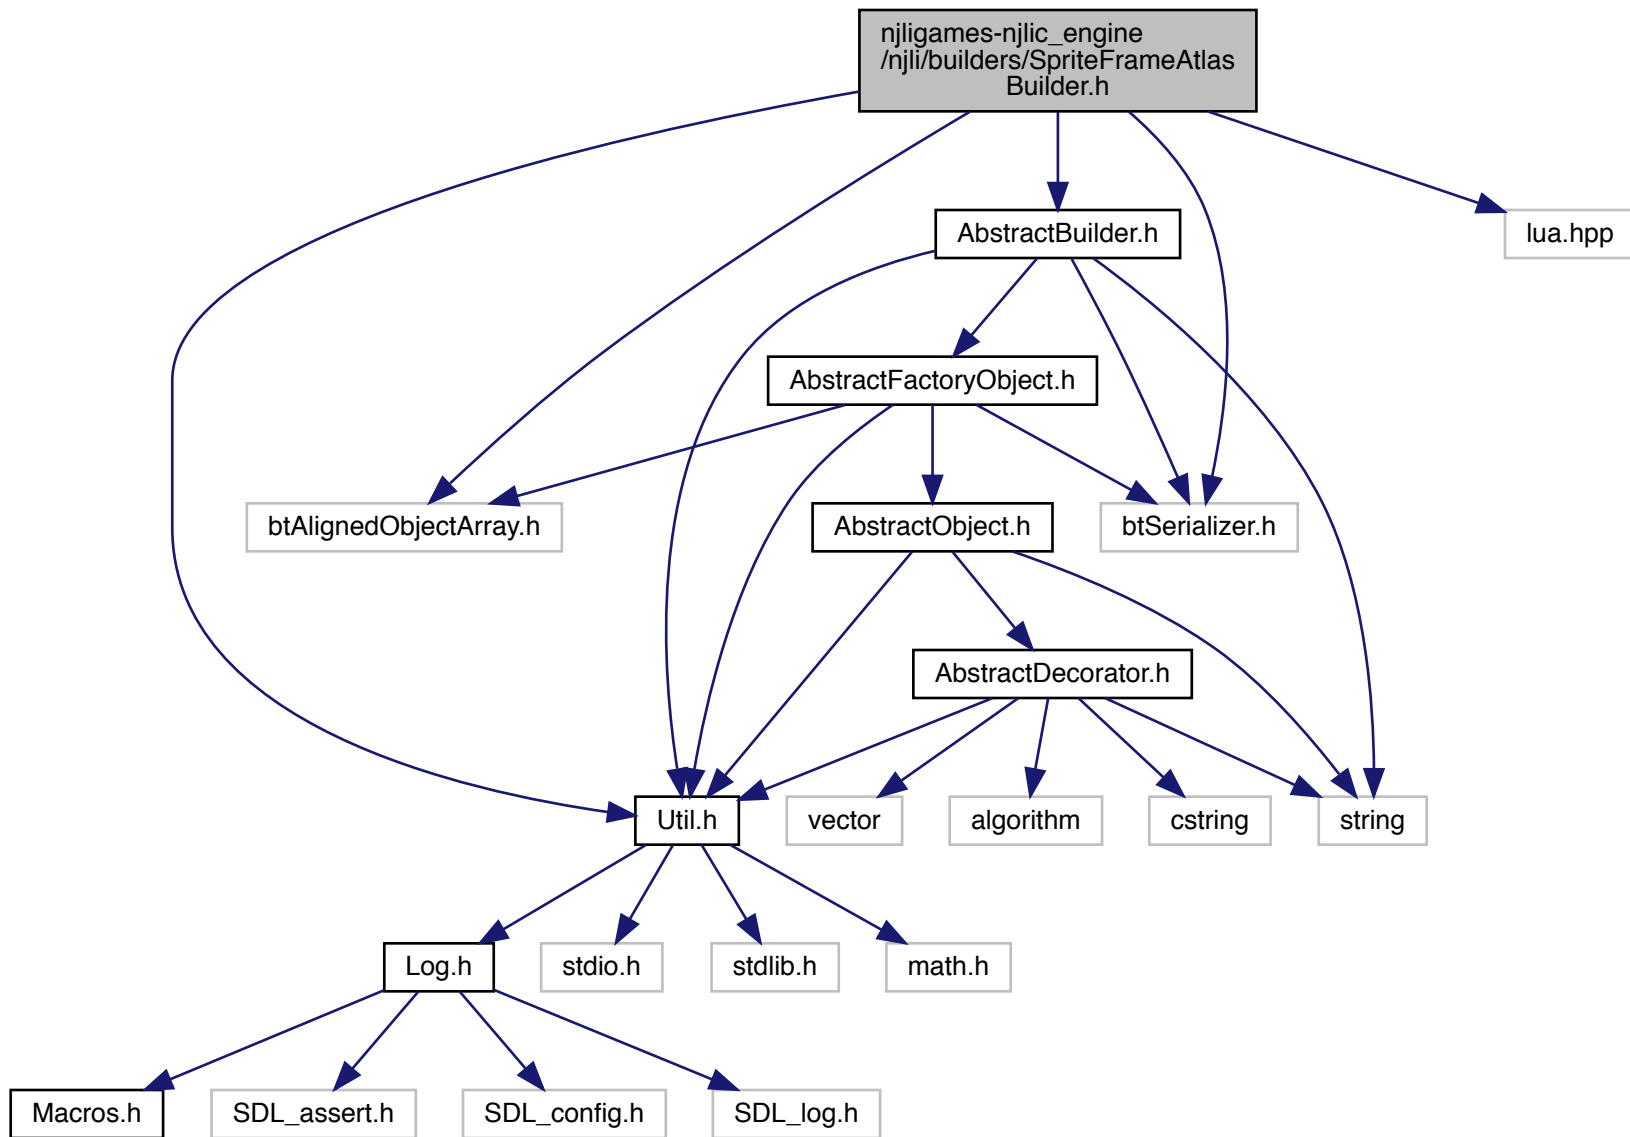 njligames-njlic_engine
/njli/builders/SpriteFrameAtlas
Builder.h
AbstractBuilder.h
lua.hpp
AbstractFactoryObject.h
btAlignedObjectArray.h
AbstractObject.h
btSerializer.h
AbstractDecorator.h
Util.h
vector
algorithm
cstring
string
Log.h
stdio.h
stdlib.h
math.h
Macros.h
SDL_assert.h
SDL_config.h
SDL_log.h